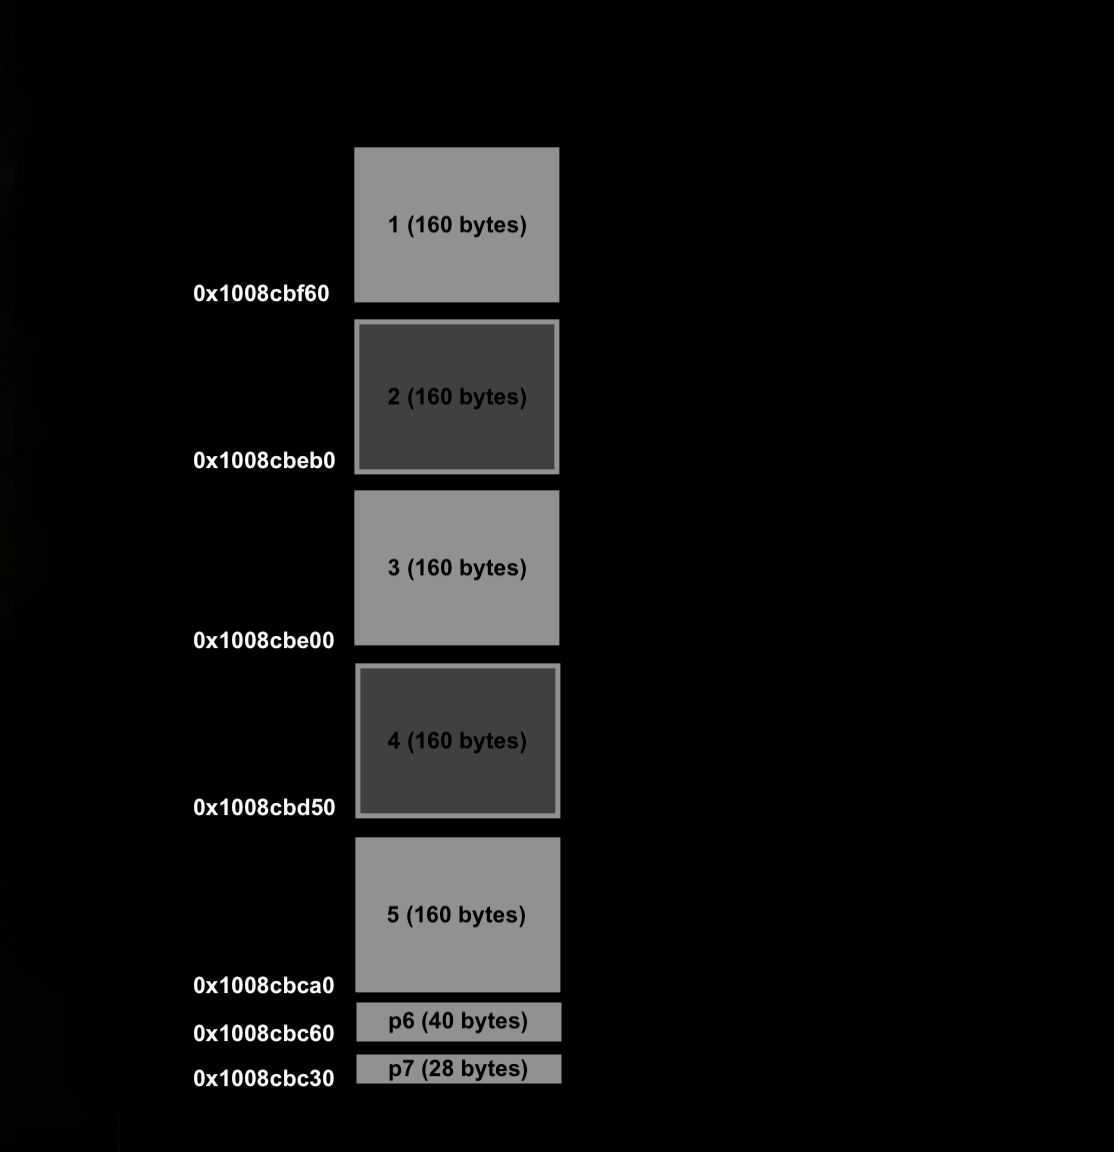 1 (160 bytes)
0x1008cbf60
2 (160 bytes)
0x1008cbeb0
3 (160 bytes)
0x1008cbe00
4 (160 bytes)
0x1008cbd50
5 (160 bytes)
0x1008cbca0
p6 (40 bytes)
0x1008cbc60
p7 (28 bytes)
0x1008cbc30